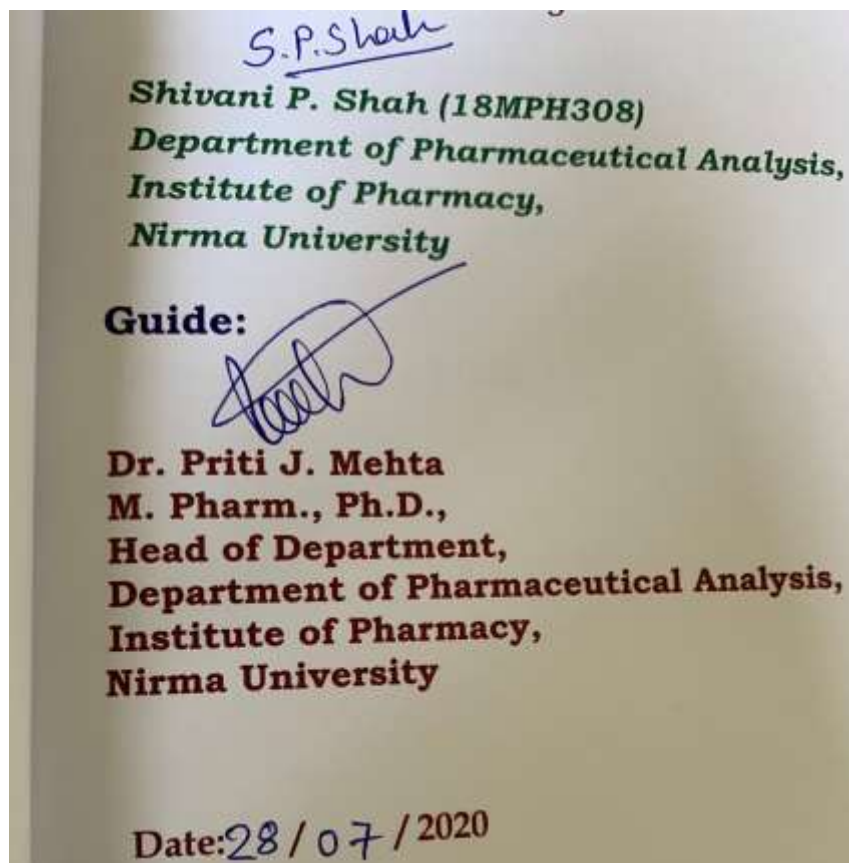 S.P.Shah
Shivani P. Shah (18MPH308)
Department of Pharmaceutical Analysis,
Institute of Pharmacy,
Nirma University
Guide:
Dr. Priti J. Mehta
M. Pharm., Ph.D.,
Head of Department,
Department of Pharmaceutical Analysis,
Institute of Pharmacy,
Nirma University
Date:28/07/2020